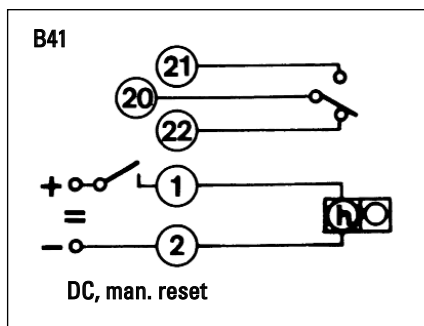 B41
21
20
22
+ 1
=
h
- 2
DC, man. reset